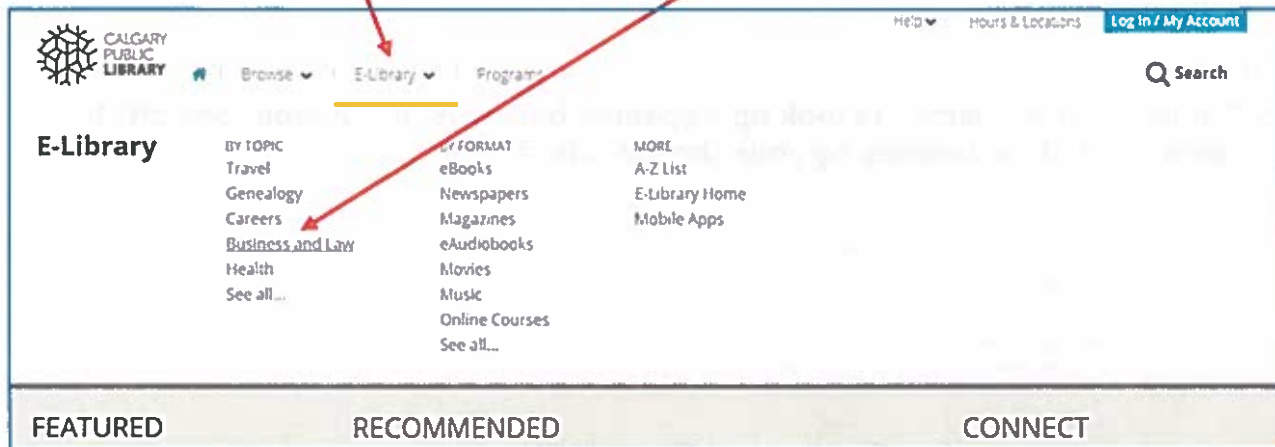 Help Hours & Locations Log In / My Account
CALGARY
PUBLIC
LIBRARY
Browse E-Library Programs
Search
E-Library
BY TOPIC
Travel
Genealogy
Careers
Business and Law
Health
See all...
BY FORMAT
eBooks
Newspapers
Magazines
eAudiobooks
Movies
Music
Online Courses
See all...
MORE
A-Z List
E-Library Home
Mobile Apps
FEATURED RECOMMENDED CONNECT